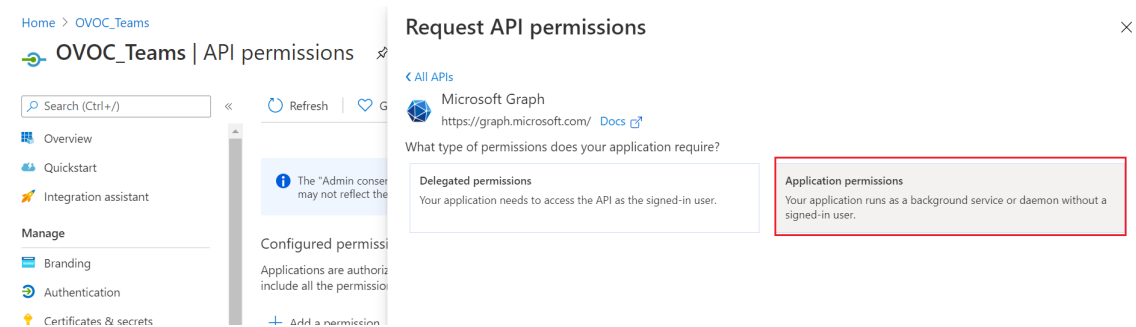 Home > OVOC_Teams
OVOC_Teams | API permissions
Search (Ctrl+/)
«
Overview
Quickstart
Integration assistant
Manage
Branding
Authentication
Certificates & secrets
Refresh
G
The "Admin conser
may not reflect the
Configured permissi
Applications are authoriz
include all the permission
+ Add a permission
Request API permissions
All APIs
Microsoft Graph
https://graph.microsoft.com/ Docs
What type of permissions does your application require?
Delegated permissions
Your application needs to access the API as the signed-in user.
Application permissions
Your application runs as a background service or daemon without a
signed-in user.